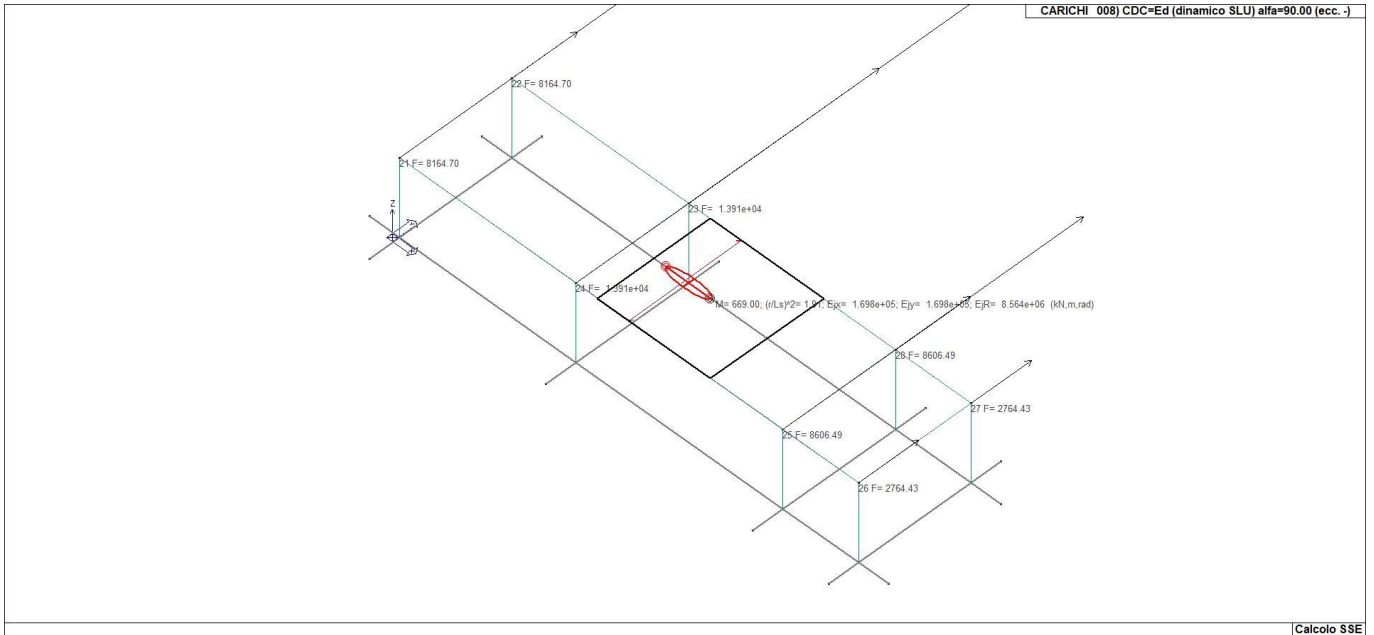 CARICHI 008) CDC=Ed (dinamico SLU) alfa=90.00 (ecc. -)
22 F= 8164.70
21 F= 8164.70
Z
23 F= 1.391e+04
24 F= 1.391e+04
M= 669.00; (r/Ls)^2= 1.91; Ejx= 1.698e+05; Ejy= 1.698e+05; EjR= 8.564e+06 (kN,m,rad)
28 F= 8606.49
27 F= 2764.43
25 F= 8606.49
26 F= 2764.43
Calcolo SSE